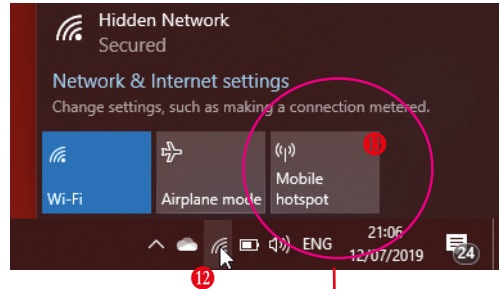 Hidden Network
Secured
Network & Internet settings
Change settings, such as making a connection metered.
Wi-Fi
Airplane mode
Mobile
hotspot
ENG
21:06
12/07/2019
24
12